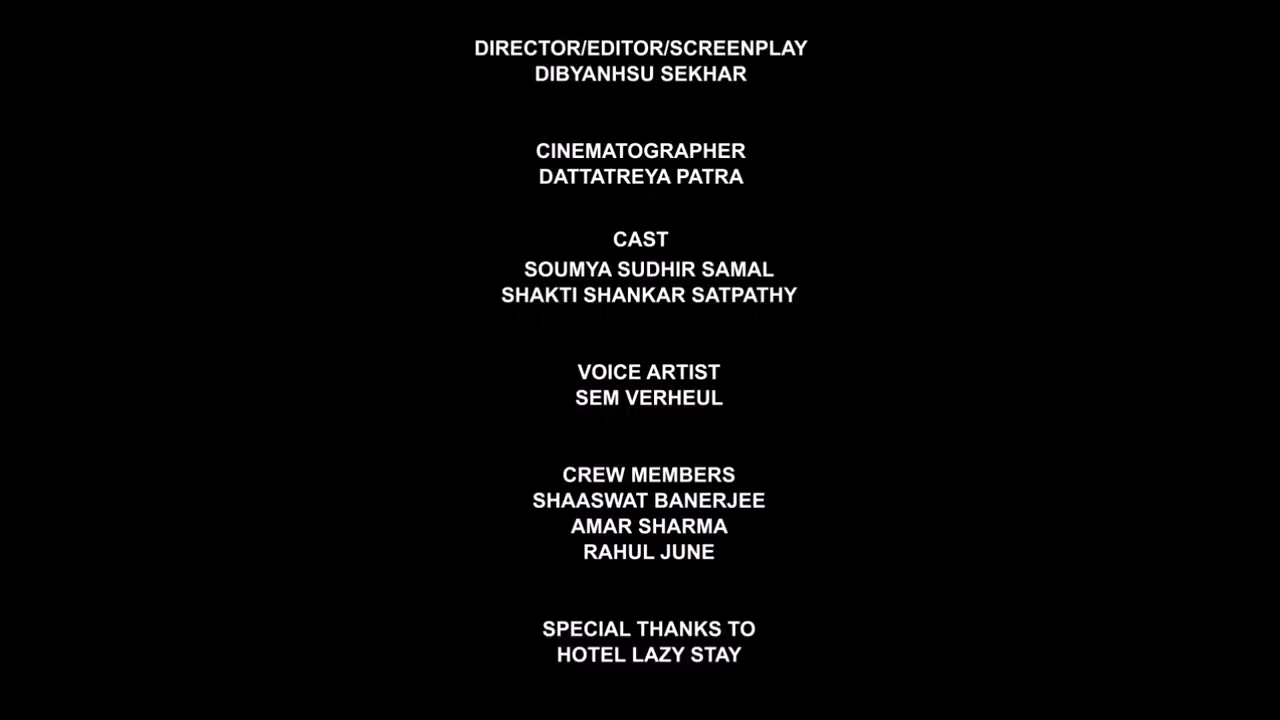 DIRECTOR/EDITOR/SCREENPLAY
DIBYANHSU SEKHAR
CINEMATOGRAPHER
DATTATREYA PATRA
CAST
SOUMYA SUDHIR SAMAL
SHAKTI SHANKAR SATPATHY
VOICE ARTIST
SEM VERHEUL
CREW MEMBERS
SHAASWAT BANERJEE
AMAR SHARMA
RAHUL JUNE
SPECIAL THANKS TO
HOTEL LAZY STAY